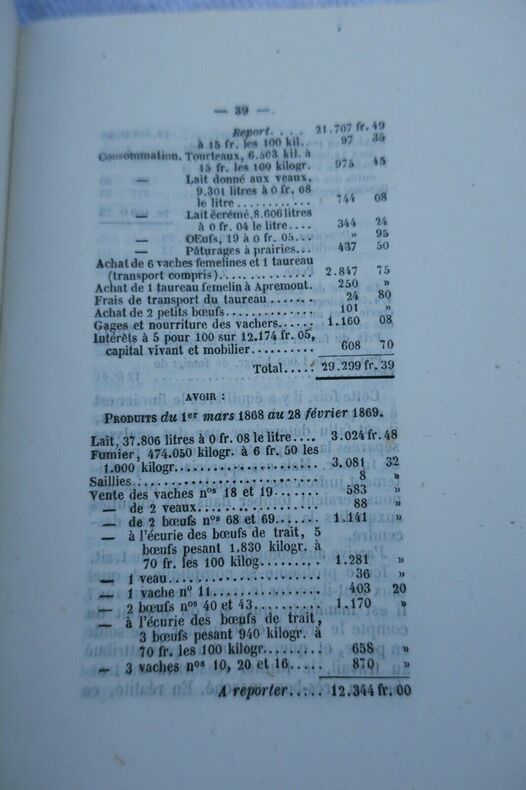 — 39 —
Report.... 21.707 fr. 49
à 15 fr. les 100 kil.. 97 35
Consommation. Tourteaux, 6.503 kil. à
15 fr. les 100 kilogr. 975 45
— Lait donné aux veaux,
9.301 litres à 0 fr. 08
le litre............ 744 08
— Lait écrémé, 8.606 litres
à 0 fr. 04 le litre.... 344 24
— OEufs, 19 à 0 fr. 05... » 95
— Pâturages à prairies... 437 50
Achat de 6 vaches femelines et 1 taureau
(transport compris).............. 2.847 75
Achat de 1 taureau femelin à Apremont. 250 »
Frais de transport du taureau....... 24 80
Achat de 2 petits bœufs............ 101 »
Gages et nourriture des vachers...... 1.160 08
Intérêts à 5 pour 100 sur 12.174 fr. 05,
capital vivant et mobilier.......... 608 70
Total..... 29.299 fr. 39
AVOIR :
PRODUITS du 1er mars 1868 au 28 février 1869.
Lait, 37.806 litres à 0 fr. 08 le litre.... 3.024 fr. 48
Fumier, 474.050 kilogr. à 6 fr. 50 les
1.000 kilogr..................... 3.081 32
Saillies........................... 8 »
Vente des vaches nos 18 et 19........ 583 »
— de 2 veaux.................. 88 »
— de 2 bœufs nos 68 et 69....... 1.141 »
— à l'écurie des bœufs de trait, 5
bœufs pesant 1.830 kilogr. à
70 fr. les 100 kilog......... 1.281 »
— 1 veau...................... 36 »
— 1 vache no 11................ 403 20
— 2 bœufs nos 40 et 43.......... 1.170 »
— à l'écurie des bœufs de trait,
3 bœufs pesant 940 kilogr. à
70 fr. les 100 kilogr........ 658 »
— 3 vaches nos 10, 20 et 16...... 870 »
A reporter..... 12.344 fr. 00